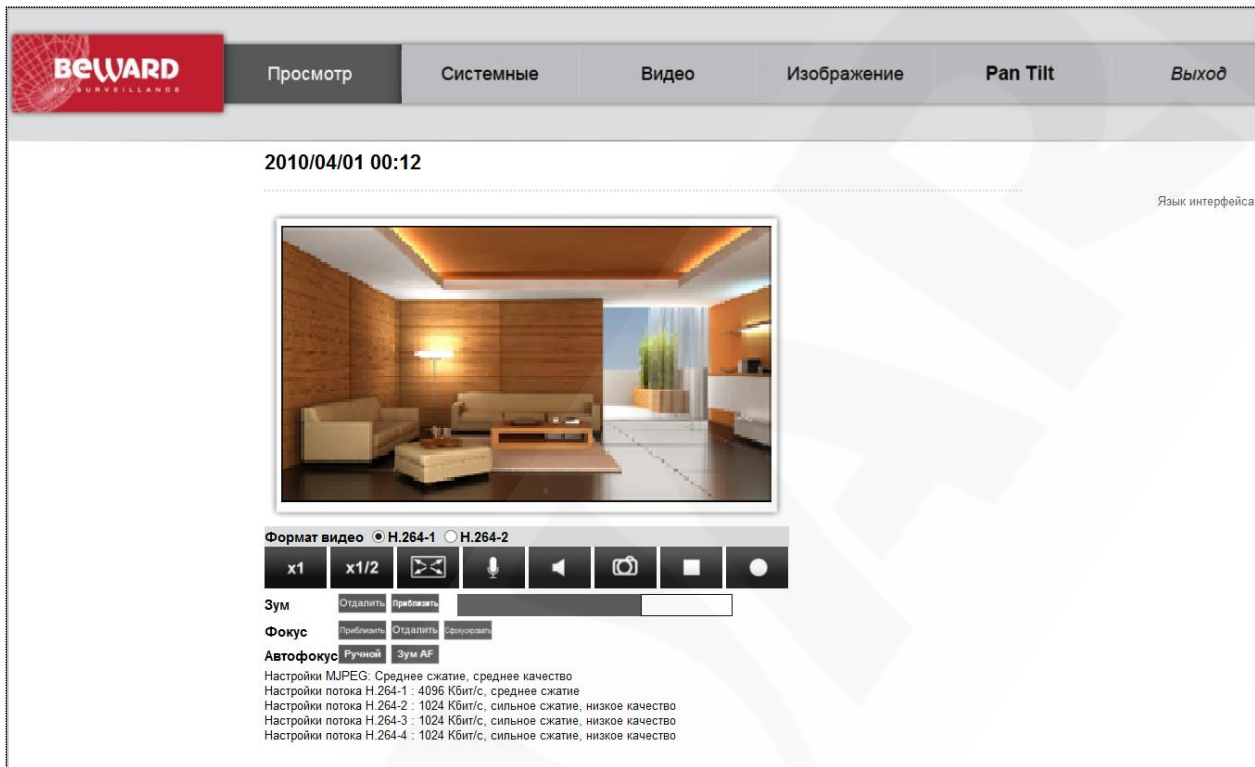 BEWARD
IP SURVEILLANCE
Просмотр Системные Видео Изображение Pan Tilt Выход
2010/04/01 00:12
Язык интерфейса
Формат видео H.264-1 H.264-2
x1 x1/2
Зум Отдалить Приблизить
Фокус Приблизить Отдалить Сфокусировать
Автофокус Ручной Зум AF
Настройки MJPEG: Среднее сжатие, среднее качество
Настройки потока H.264-1 : 4096 Кбит/с, среднее сжатие
Настройки потока H.264-2 : 1024 Кбит/с, сильное сжатие, низкое качество
Настройки потока H.264-3 : 1024 Кбит/с, сильное сжатие, низкое качество
Настройки потока H.264-4 : 1024 Кбит/с, сильное сжатие, низкое качество